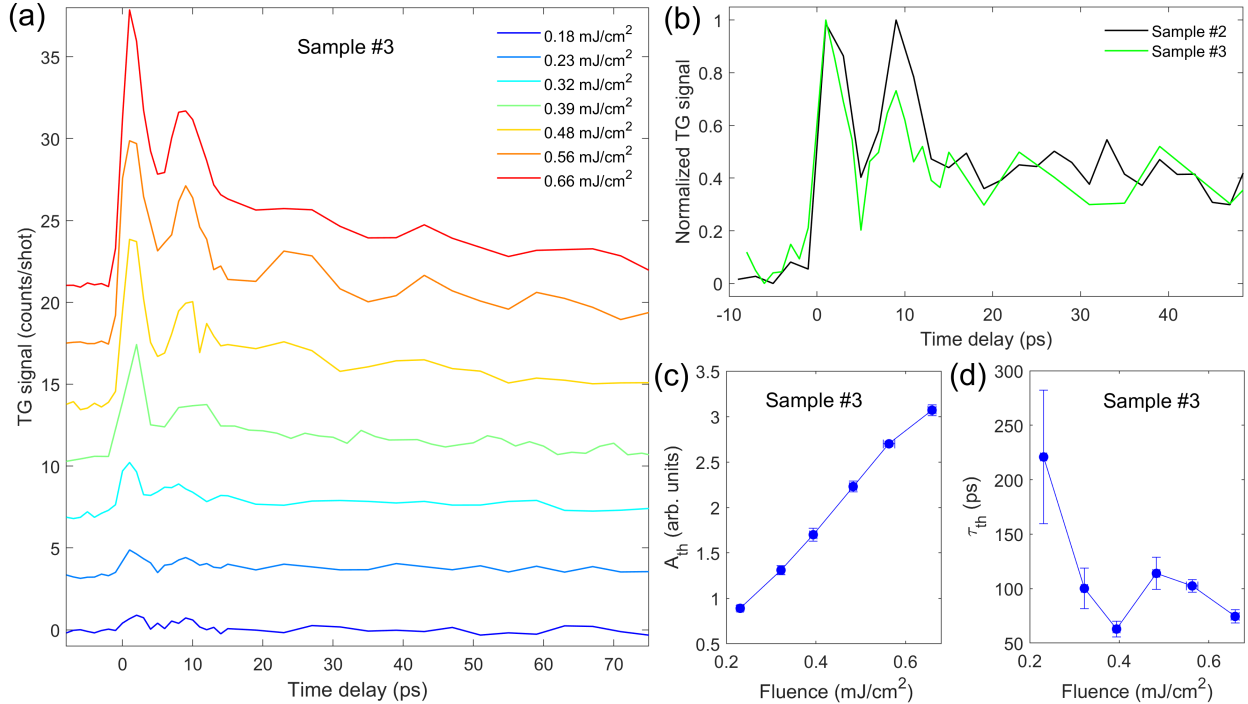 (a)
Sample #3
0.18 mJ/cm2
0.23 mJ/cm2
0.32 mJ/cm2
0.39 mJ/cm2
0.48 mJ/cm2
0.56 mJ/cm2
0.66 mJ/cm2
35
30
25
20
15
10
5
0
TG signal (counts/shot)
0 10 20 30 40 50 60 70
Time delay (ps)
(b)
Sample #2
Sample #3
1
0.8
0.6
0.4
0.2
0
Normalized TG signal
-10 0 10 20 30 40
Time delay (ps)
(c)
Sample #3
3.5
3
2.5
2
1.5
1
0.5
Ath (arb. units)
0.2 0.4 0.6
Fluence (mJ/cm2)
(d)
Sample #3
300
250
200
150
100
50
τth (ps)
0.2 0.4 0.6
Fluence (mJ/cm2)